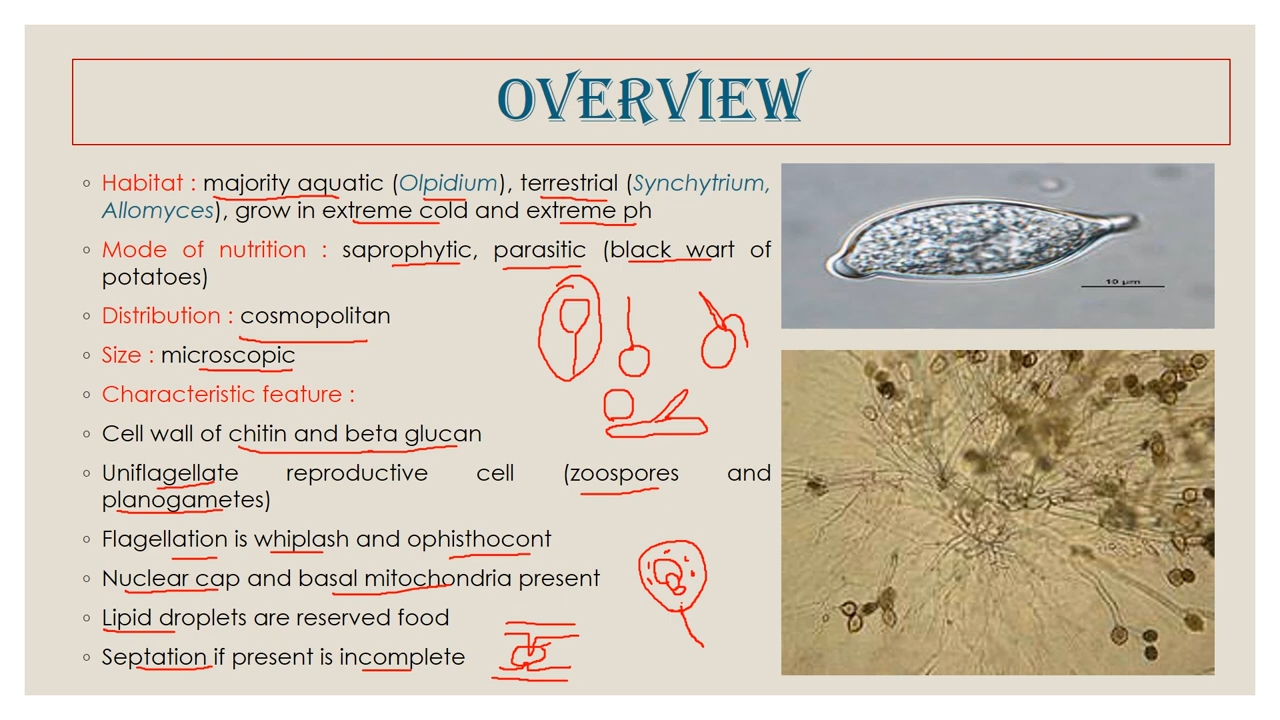 OVERVIEW
◦ Habitat : majority aquatic (Olpidium), terrestrial (Synchytrium,
Allomyces), grow in extreme cold and extreme ph
◦ Mode of nutrition : saprophytic, parasitic (black wart of
potatoes)
◦ Distribution : cosmopolitan
◦ Size : microscopic
◦ Characteristic feature :
◦ Cell wall of chitin and beta glucan
◦ Uniflagellate reproductive cell (zoospores and
planogametes)
◦ Flagellation is whiplash and ophisthocont
◦ Nuclear cap and basal mitochondria present
◦ Lipid droplets are reserved food
◦ Septation if present is incomplete
10 µm